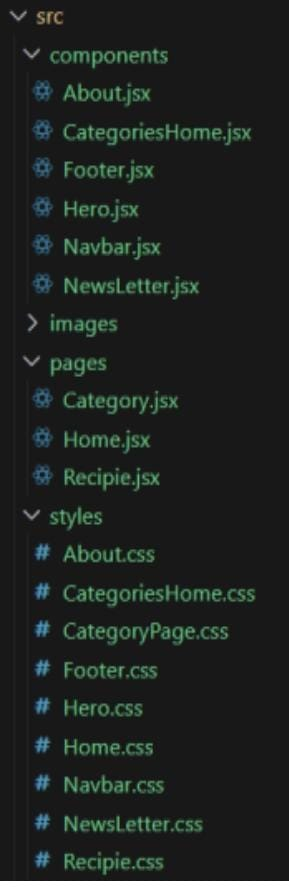 src
components
About.jsx
CategoriesHome.jsx
Footer.jsx
Hero.jsx
Navbar.jsx
NewsLetter.jsx
images
pages
Category.jsx
Home.jsx
Recipie.jsx
styles
# About.css
# CategoriesHome.css
# CategoryPage.css
# Footer.css
# Hero.css
# Home.css
# Navbar.css
# NewsLetter.css
# Recipie.css